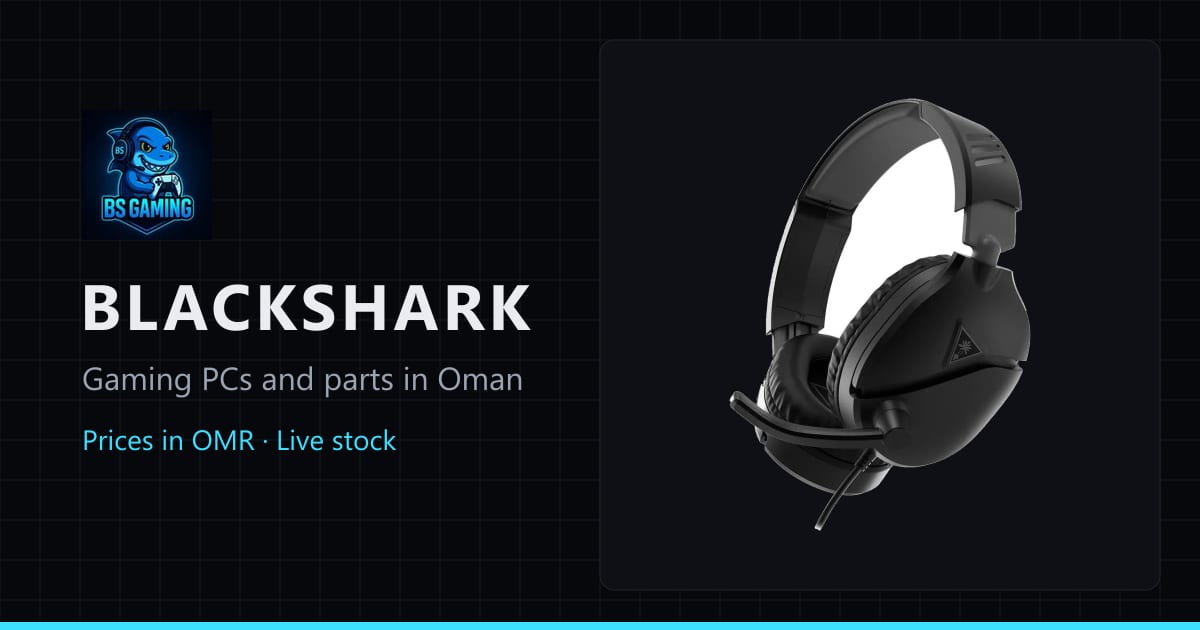 BS
BS GAMING
BLACKSHARK
Gaming PCs and parts in Oman
Prices in OMR · Live stock